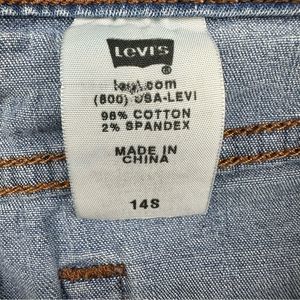 LEVI'S
®
levi.com
(800) USA-LEVI
98% COTTON
2% SPANDEX
MADE IN
CHINA
14S